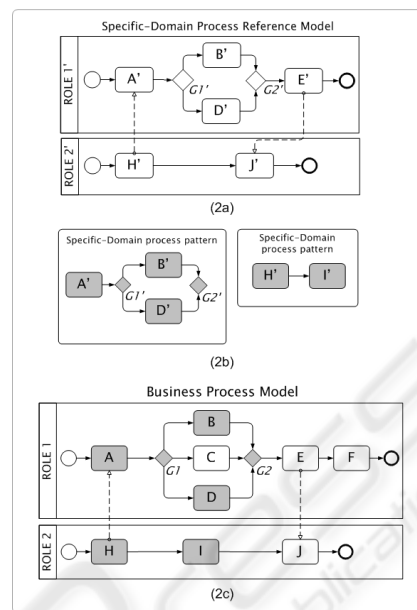 Specific-Domain Process Reference Model
ROLE 1'
A'
B'
G1'
G2'
D'
E'
ROLE 2'
H'
J'
(2a)
Specific-Domain process pattern
A'
B'
G1'
G2'
D'
Specific-Domain
process pattern
H'
I'
(2b)
Business Process Model
ROLE 1
A
B
C
D
G1
G2
E
F
ROLE 2
H
I
J
(2c)